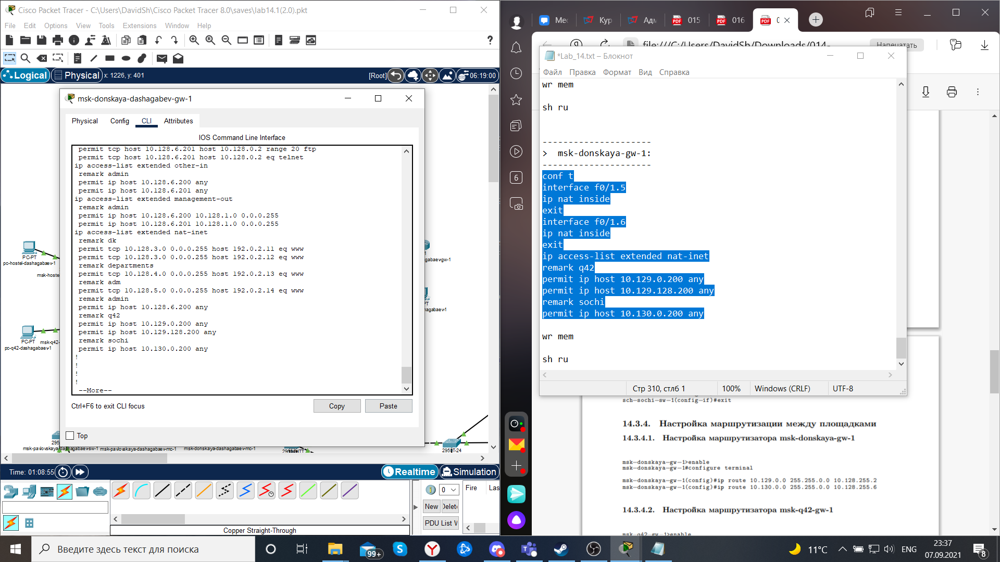 Cisco Packet Tracer - C:\Users\DavidSh\Cisco Packet Tracer 8.0\saves\lab14.1(2.0).pkt
File Edit Options View Tools Extensions Window Help
Logical Physical x: 1226, y: 401
[Root] 06:19:00
msk-donskaya-dashagabev-gw-1
Physical Config CLI Attributes
IOS Command Line Interface
permit tcp host 10.128.6.201 host 10.128.0.2 range 20 ftp
permit tcp host 10.128.6.201 host 10.128.0.2 eq telnet
ip access-list extended other-in
remark admin
permit ip host 10.128.6.200 any
permit ip host 10.128.6.201 any
ip access-list extended management-out
remark admin
permit ip host 10.128.6.200 10.128.1.0 0.0.0.255
permit ip host 10.128.6.201 10.128.1.0 0.0.0.255
ip access-list extended nat-inet
remark dk
permit tcp 10.128.3.0 0.0.0.255 host 192.0.2.11 eq www
permit tcp 10.128.3.0 0.0.0.255 host 192.0.2.12 eq www
remark departments
permit tcp 10.128.4.0 0.0.0.255 host 192.0.2.13 eq www
remark adm
permit tcp 10.128.5.0 0.0.0.255 host 192.0.2.14 eq www
remark admin
permit ip host 10.128.6.200 any
remark q42
permit ip host 10.129.0.200 any
permit ip host 10.129.128.200 any
remark sochi
permit ip host 10.130.0.200 any
!
!
!
!
--More--
Ctrl+F6 to exit CLI focus
Copy Paste
Top
PC-PT
pc-hostel-dashagabaev-1
msk-hoste
PC-PT
msk-q42-
pc-q42-dashagabaev-1
agabaev-gw-1
agabaev-1
msk-pavlovskaya-dashagabaev-sw-1
msk-pavlovskaya-dashagabaev-mc-1
msk-donskaya-dashagabaev-mc-1
2950T-24
Time: 01:08:55
Realtime Simulation
0
Fire Las
New Delet
PDU List W
Copper Straight-Through
Мес
Кур
Адм
015
016
0
file:///C:/Users/DavidSh/Downloads/014-
Напечатать
6
*Lab_14.txt – Блокнот
Файл Правка Формат Вид Справка
wr mem
sh ru
---------------------
> msk-donskaya-gw-1:
---------------------
conf t
interface f0/1.5
ip nat inside
exit
interface f0/1.6
ip nat inside
exit
ip access-list extended nat-inet
remark q42
permit ip host 10.129.0.200 any
permit ip host 10.129.128.200 any
remark sochi
permit ip host 10.130.0.200 any
wr mem
sh ru
Стр 310, стлб 1 100% Windows (CRLF) UTF-8
sch-sochi-sw-1(config-if)#exit
14.3.4. Настройка маршрутизации между площадками
14.3.4.1. Настройка маршрутизатора msk-donskaya-gw-1
msk-donskaya-gw-1>enable
msk-donskaya-gw-1#configure terminal
msk-donskaya-gw-1(config)#ip route 10.129.0.0 255.255.0.0 10.128.255.2
msk-donskaya-gw-1(config)#ip route 10.130.0.0 255.255.0.0 10.128.255.6
14.3.4.2. Настройка маршрутизатора msk-q42-gw-1
msk-q42-gw-1>enable
Введите здесь текст для поиска
99+
11°C
ENG
23:37
07.09.2021
8